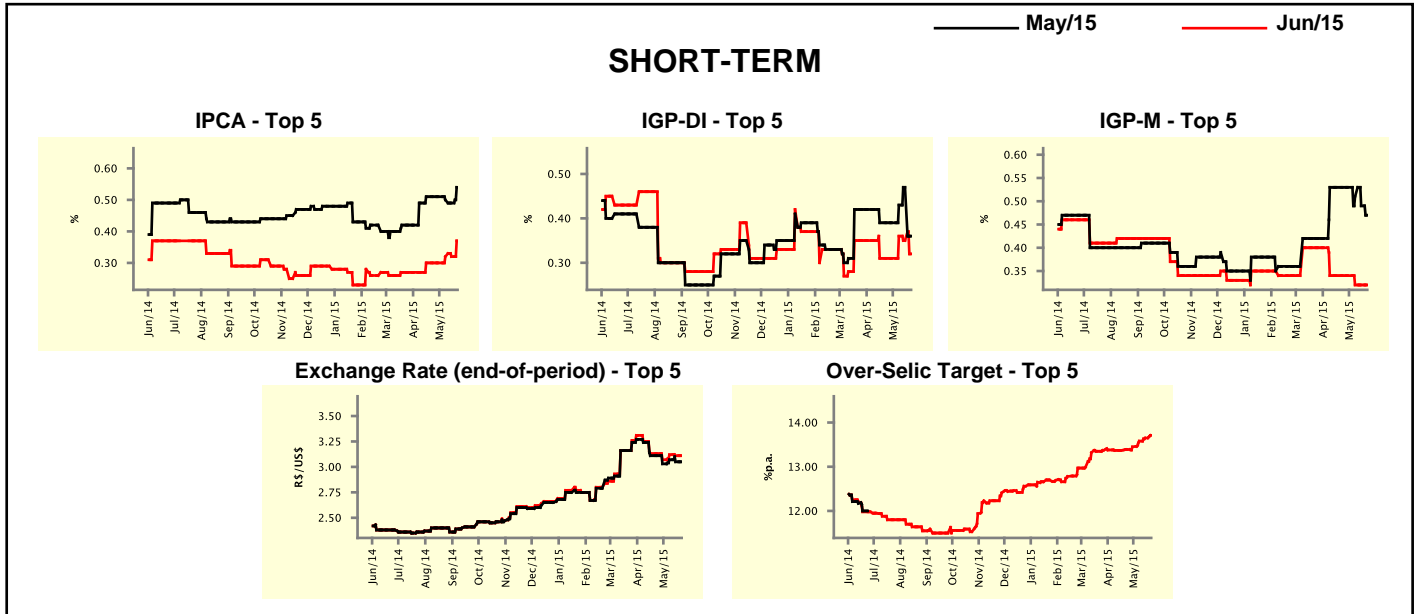 May/15 Jun/15
SHORT-TERM
IPCA - Top 5
%
0.60
0.50
0.40
0.30
Jun/14 Jul/14 Aug/14 Sep/14 Oct/14 Nov/14 Dec/14 Jan/15 Feb/15 Mar/15 Apr/15 May/15
IGP-DI - Top 5
%
0.50
0.40
0.30
Jun/14 Jul/14 Aug/14 Sep/14 Oct/14 Nov/14 Dec/14 Jan/15 Feb/15 Mar/15 Apr/15 May/15
IGP-M - Top 5
%
0.60
0.55
0.50
0.45
0.40
0.35
Jun/14 Jul/14 Aug/14 Sep/14 Oct/14 Nov/14 Dec/14 Jan/15 Feb/15 Mar/15 Apr/15 May/15
Exchange Rate (end-of-period) - Top 5
R$/US$
3.50
3.25
3.00
2.75
2.50
Jun/14 Jul/14 Aug/14 Sep/14 Oct/14 Nov/14 Dec/14 Jan/15 Feb/15 Mar/15 Apr/15 May/15
Over-Selic Target - Top 5
%p.a.
14.00
13.00
12.00
Jun/14 Jul/14 Aug/14 Sep/14 Oct/14 Nov/14 Dec/14 Jan/15 Feb/15 Mar/15 Apr/15 May/15